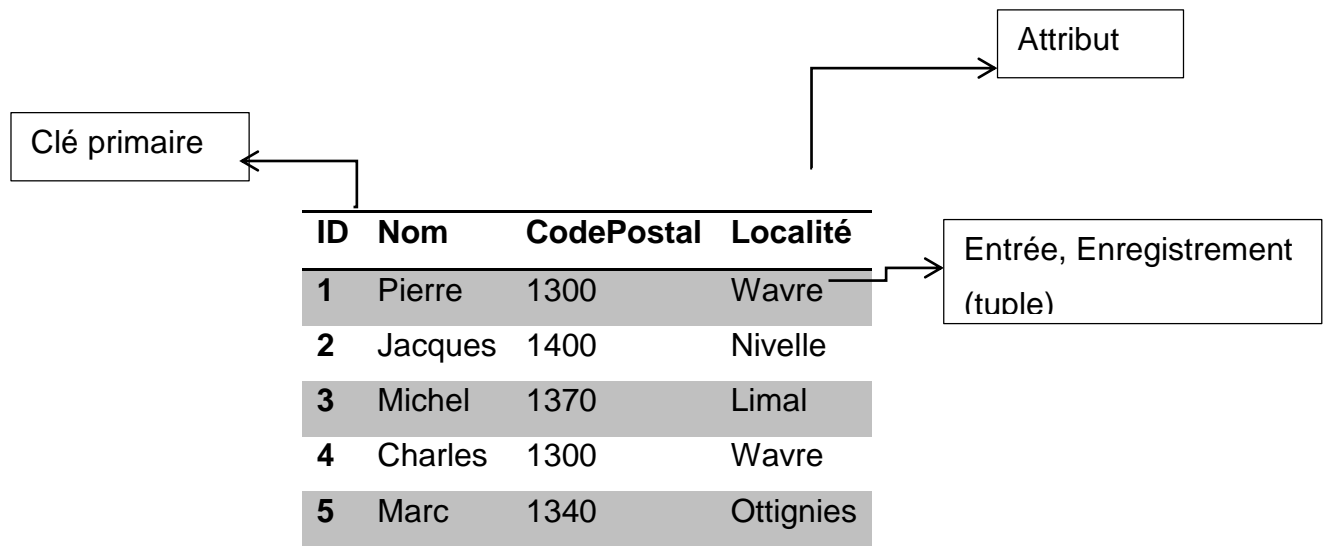 Attribut
Clé primaire
ID Nom CodePostal Localité
Entrée, Enregistrement
(tuple)
1 Pierre 1300 Wavre
2 Jacques 1400 Nivelle
3 Michel 1370 Limal
4 Charles 1300 Wavre
5 Marc 1340 Ottignies